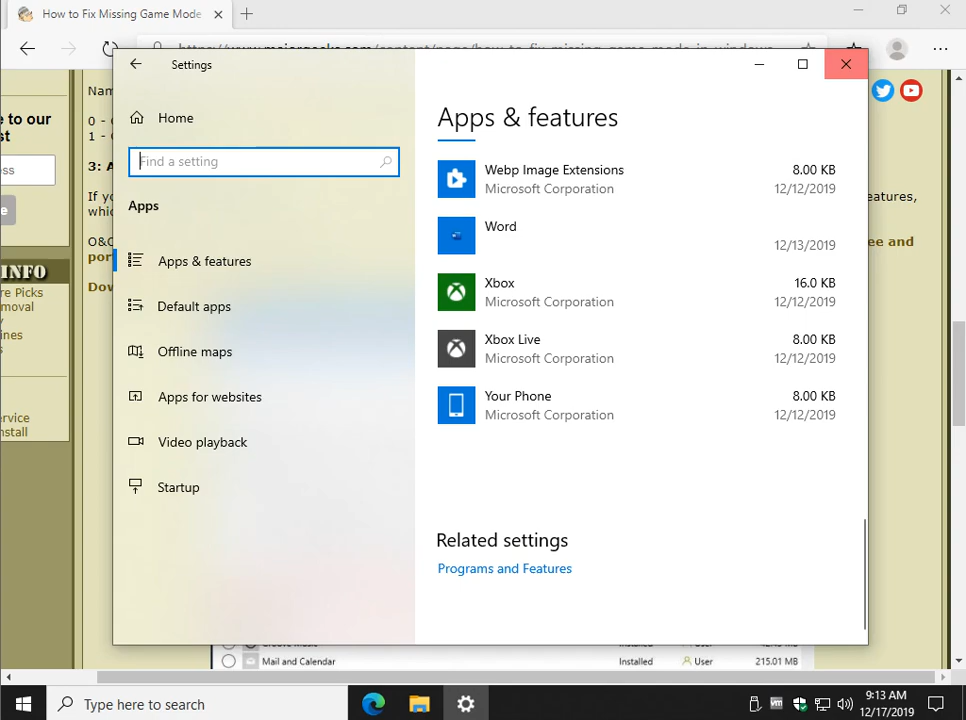 How to Fix Missing Game Mode
Settings
Home
Find a setting
Apps
Apps & features
Default apps
Offline maps
Apps for websites
Video playback
Startup
Apps & features
Webp Image Extensions 8.00 KB
Microsoft Corporation 12/12/2019
Word
12/13/2019
Xbox 16.0 KB
Microsoft Corporation 12/12/2019
Xbox Live 8.00 KB
Microsoft Corporation 12/12/2019
Your Phone 8.00 KB
Microsoft Corporation 12/12/2019
Related settings
Programs and Features
e to our
st
ess
e
INFO
re Picks
moval
y
ines
s
ervice
nstall
Nam
0 - 
1 - 
3: A
If yo
whic
O&O
por
Dow
eatures,
ee and
Mail and Calendar Installed User 215.01 MB
Type here to search
9:13 AM
12/17/2019